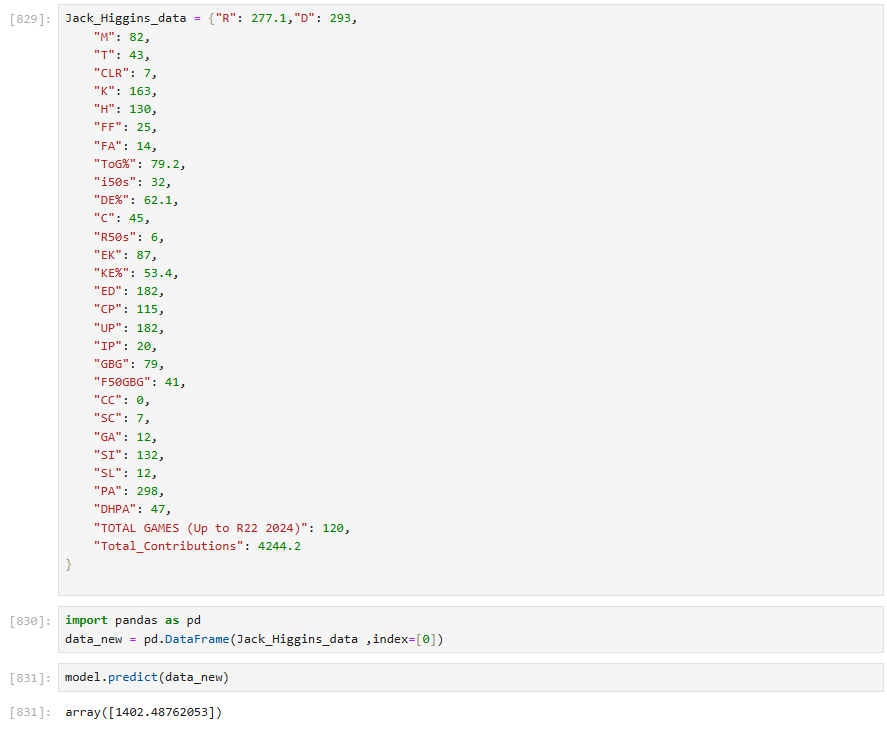 [829]: Jack_Higgins_data = {"R": 277.1,"D": 293,
"M": 82,
"T": 43,
"CLR": 7,
"K": 163,
"H": 130,
"FF": 25,
"FA": 14,
"ToG%": 79.2,
"i50s": 32,
"DE%": 62.1,
"C": 45,
"R50s": 6,
"EK": 87,
"KE%": 53.4,
"ED": 182,
"CP": 115,
"UP": 182,
"IP": 20,
"GBG": 79,
"F50GBG": 41,
"CC": 0,
"SC": 7,
"GA": 12,
"SI": 132,
"SL": 12,
"PA": 298,
"DHPA": 47,
"TOTAL GAMES (Up to R22 2024)": 120,
"Total_Contributions": 4244.2
}
[830]: import pandas as pd
data_new = pd.DataFrame(Jack_Higgins_data ,index=[0])
[831]: model.predict(data_new)
[831]: array([1402.48762053])